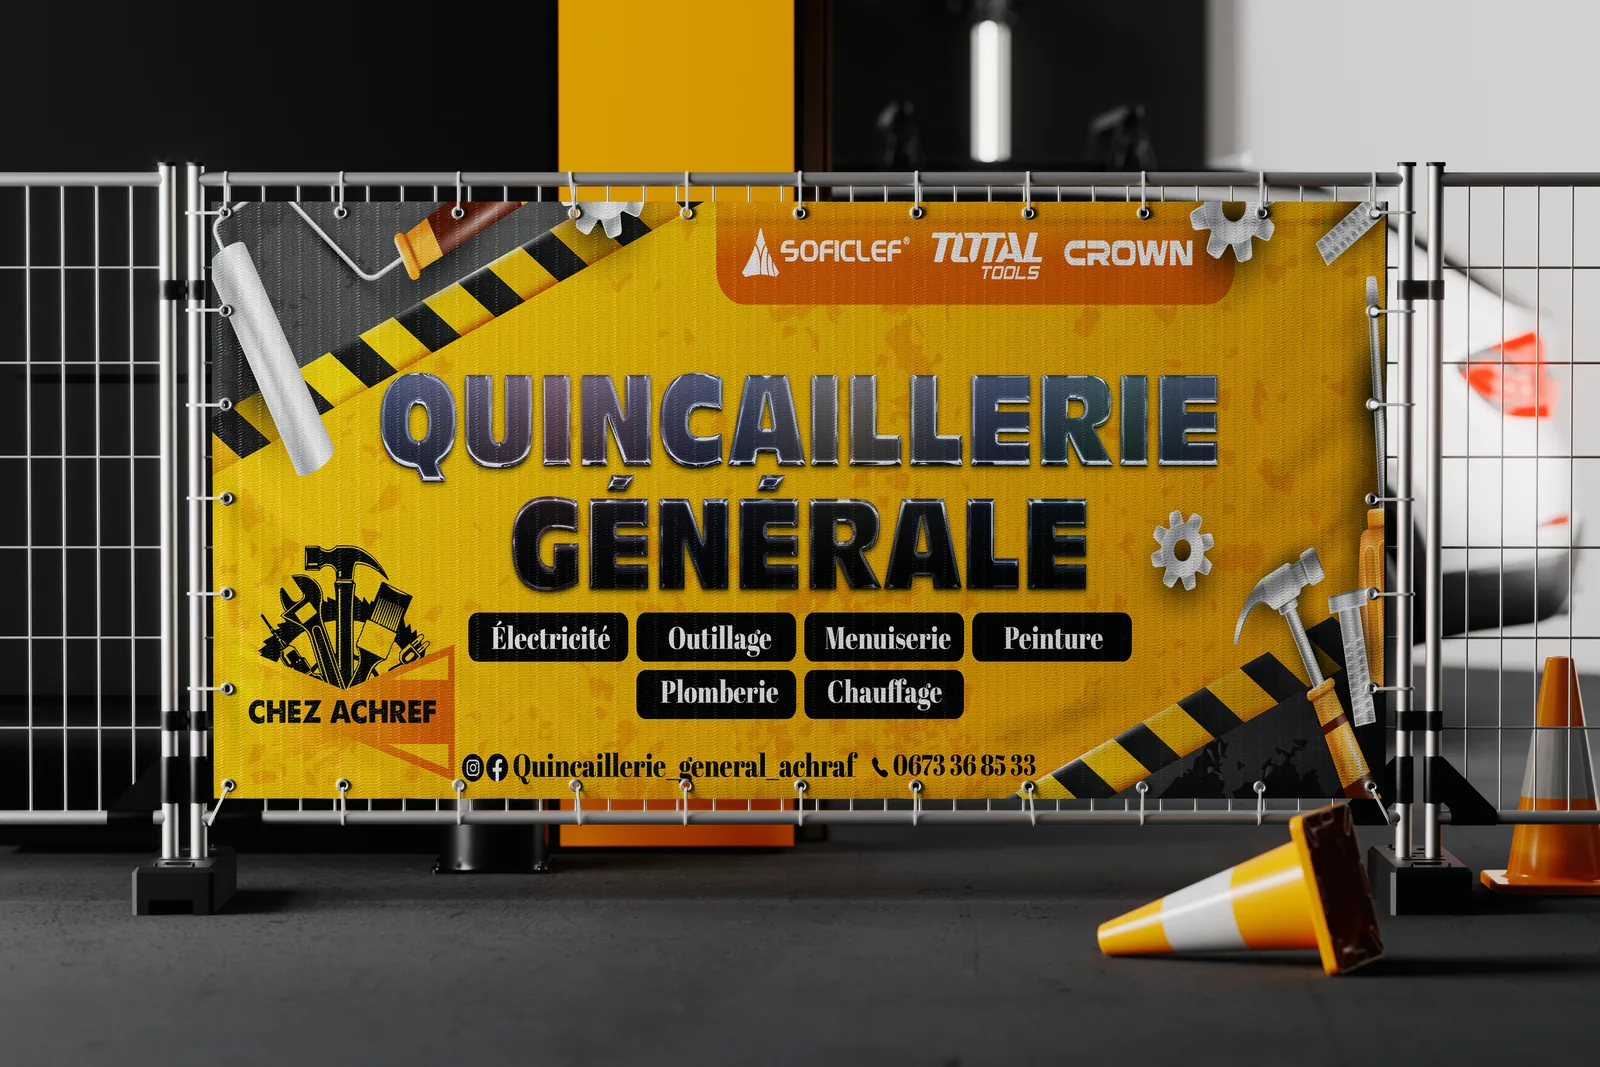 SOFICLEF® TOTAL TOOLS CROWN
QUINCAILLERIE
GÉNÉRALE
Électricité Outillage Menuiserie Peinture
Plomberie Chauffage
CHEZ ACHREF
Quincaillerie_general_achraf 0673 36 85 33